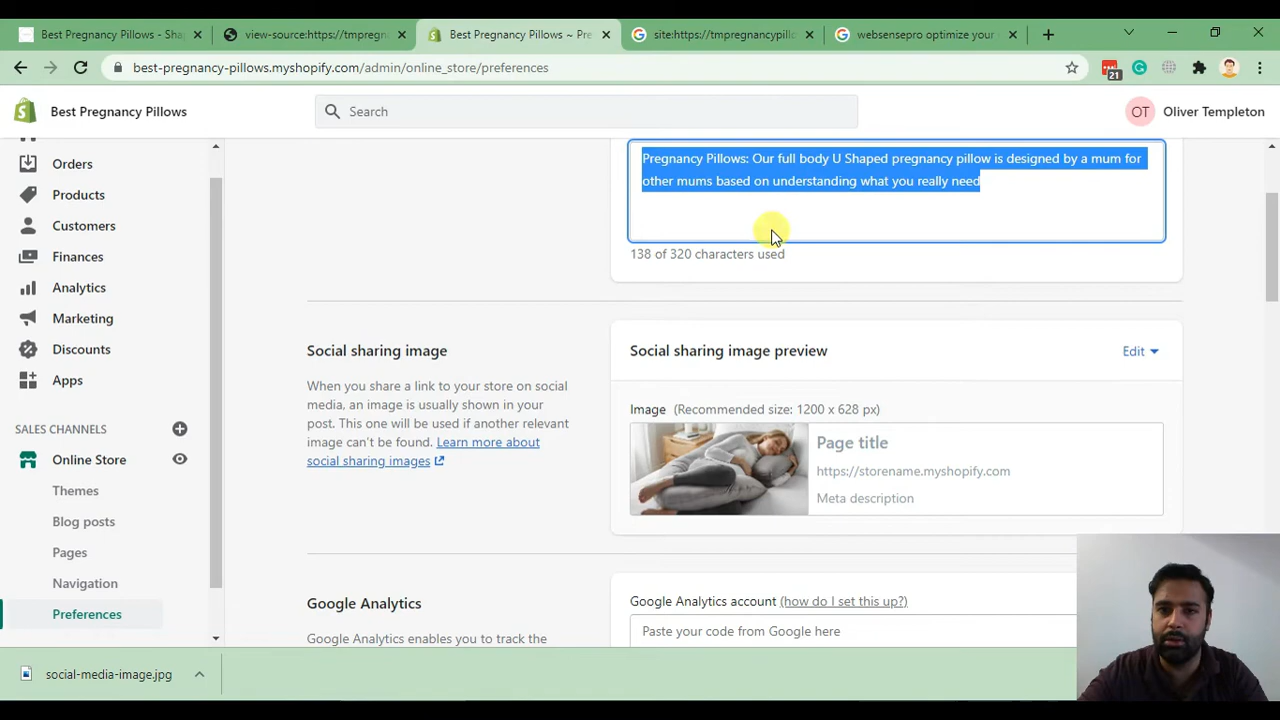 Best Pregnancy Pillows - Sha
view-source:https://tmpregn
Best Pregnancy Pillows ~ Pre
site:https://tmpregnancypillo
websensepro optimize your
best-pregnancy-pillows.myshopify.com/admin/online_store/preferences
21
Best Pregnancy Pillows
Search
OT
Oliver Templeton
Orders
Products
Customers
Finances
Analytics
Marketing
Discounts
Apps
SALES CHANNELS
Online Store
Themes
Blog posts
Pages
Navigation
Preferences
Pregnancy Pillows: Our full body U Shaped pregnancy pillow is designed by a mum for
other mums based on understanding what you really need
138 of 320 characters used
Social sharing image
When you share a link to your store on social
media, an image is usually shown in your
post. This one will be used if another relevant
image can't be found. Learn more about
social sharing images
Social sharing image preview
Edit
Image (Recommended size: 1200 x 628 px)
Page title
https://storename.myshopify.com
Meta description
Google Analytics
Google Analytics enables you to track the
Google Analytics account (how do I set this up?)
Paste your code from Google here
social-media-image.jpg